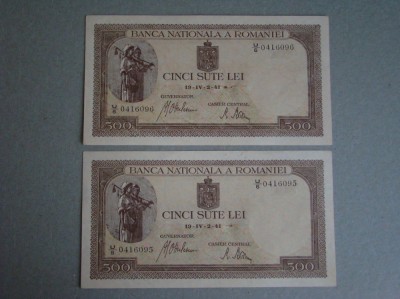 BANCA NATIONALA A ROMANIEI
0416096
CINCI SUTE LEI
GUVERNATOR
CASIER CENTRAL
0416096
500
500
BANCA NATIONALA A ROMANIEI
0416095
CINCI SUTE LEI
GUVERNATOR
CASIER CENTRAL
0416095
500
500